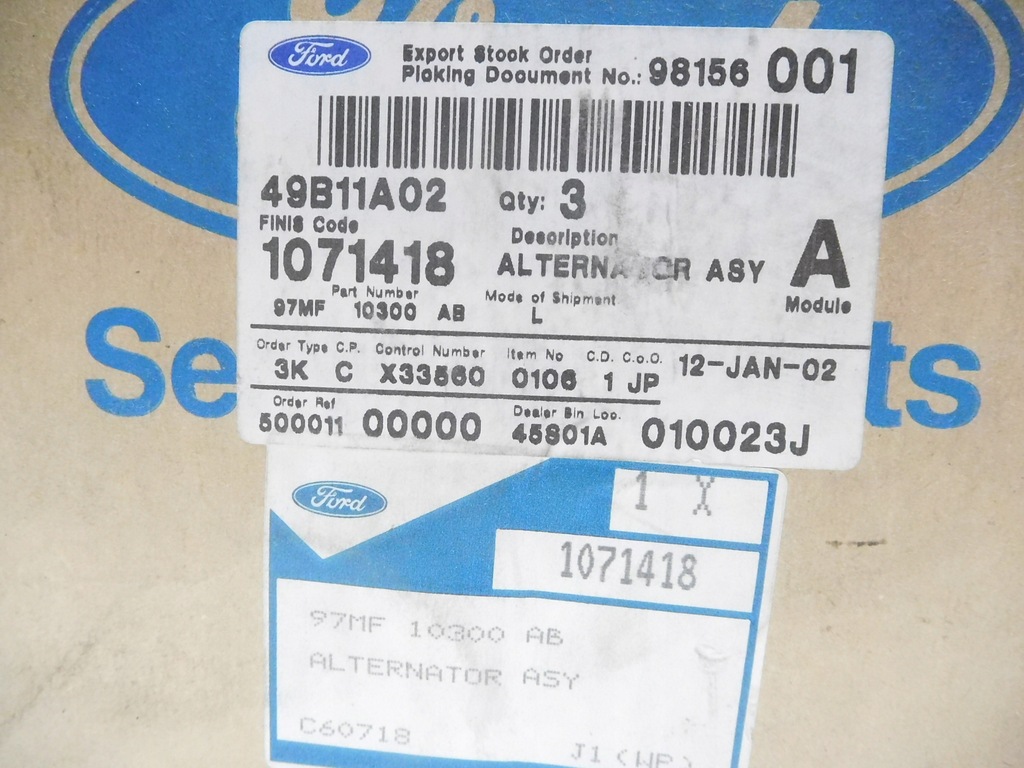 Ford
Export Stock Order
Picking Document No.: 98156 001
49B11A02 Qty: 3
FINIS Code
1071418
Description
ALTERNATOR ASY
A
Module
Part Number
97MF 10300 AB
Mode of Shipment
L
Order Type C.P. Control Number Item No C.D. C.o.O. 12-JAN-02
3K C X33560 0106 1 JP
Order Ref
500011 00000
Dealer Bin Loc.
45801A 010023J
Se ts
Ford
1 X
1071418
97MF 10300 AB
ALTERNATOR ASY
C60718 J1(WP)